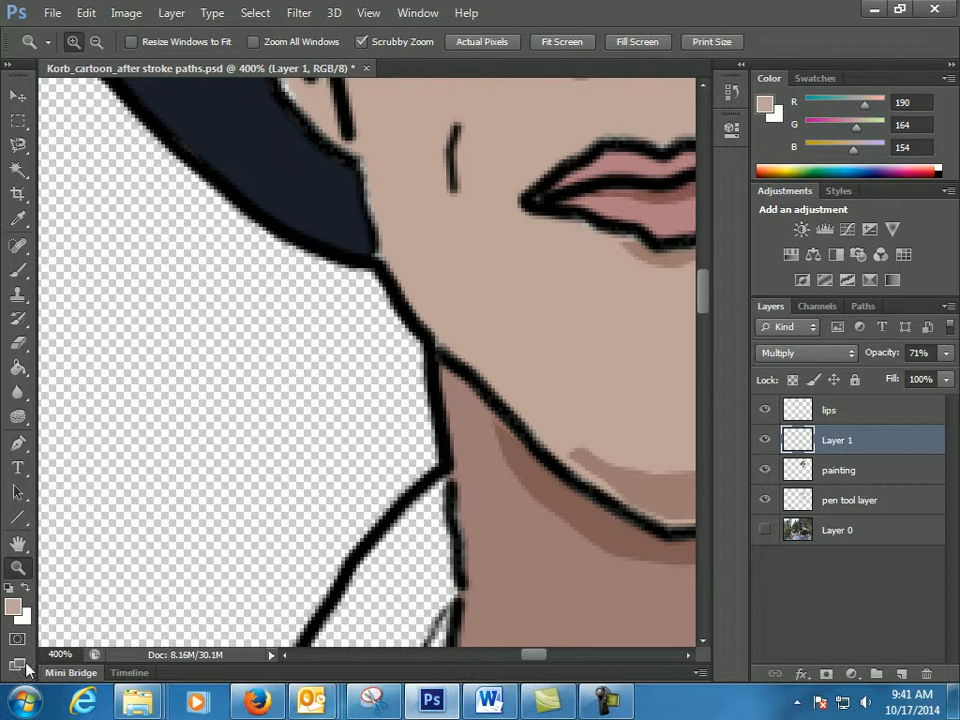 Ps File Edit Image Layer Type Select Filter 3D View Window Help
Resize Windows to Fit Zoom All Windows Scrubby Zoom Actual Pixels Fit Screen Fill Screen Print Size
Korb_cartoon_after stroke paths.psd @ 400% (Layer 1, RGB/8) * ×
Color Swatches
R 190
G 164
B 154
Adjustments Styles
Add an adjustment
Layers Channels Paths
Kind
Multiply Opacity: 71%
Lock: Fill: 100%
lips
Layer 1
painting
pen tool layer
Layer 0
400% Doc: 8.16M/30.1M
Mini Bridge Timeline
9:41 AM
10/17/2014